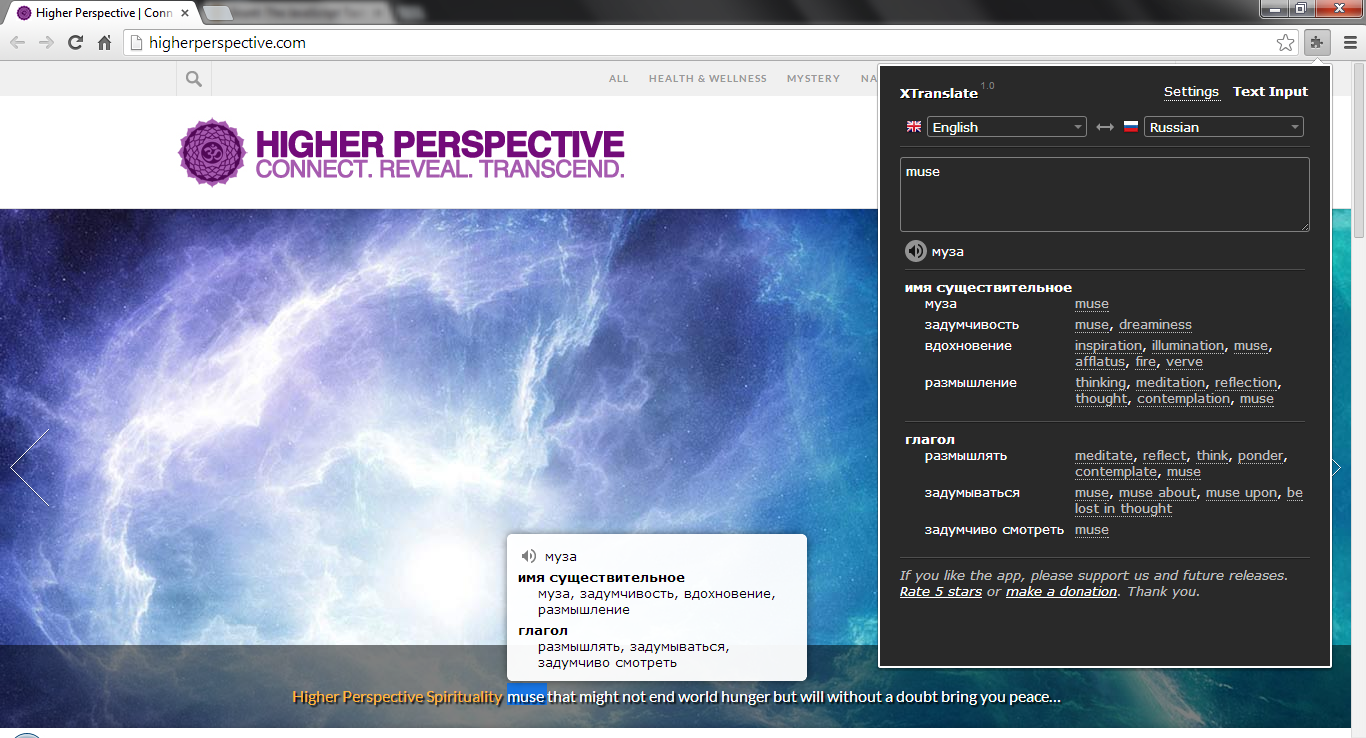 Higher Perspective | Conn
higherperspective.com
ALL HEALTH & WELLNESS MYSTERY NA
HIGHER PERSPECTIVE
CONNECT. REVEAL. TRANSCEND.
XTranslate 1.0 Settings Text Input
English Russian
muse
муза
имя существительное
муза muse
задумчивость muse, dreaminess
вдохновение inspiration, illumination, muse,
afflatus, fire, verve
размышление thinking, meditation, reflection,
thought, contemplation, muse
глагол
размышлять meditate, reflect, think, ponder,
contemplate, muse
задумываться muse, muse about, muse upon, be
lost in thought
задумчиво смотреть muse
If you like the app, please support us and future releases.
Rate 5 stars or make a donation. Thank you.
муза
имя существительное
муза, задумчивость, вдохновение,
размышление
глагол
размышлять, задумываться,
задумчиво смотреть
Higher Perspective Spirituality muse that might not end world hunger but will without a doubt bring you peace...